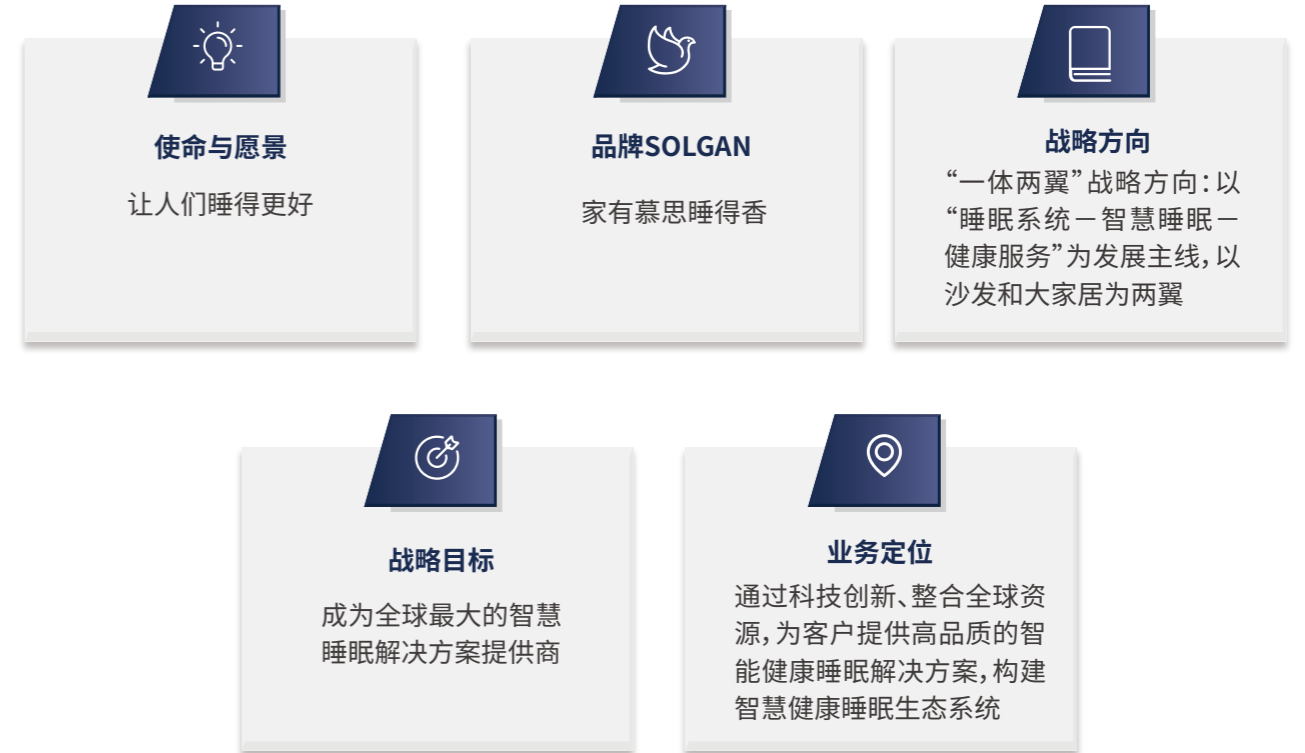 使命与愿景
让人们睡得更好
品牌SOLGAN
家有慕思睡得香
战略方向
“一体两翼”战略方向：以
“睡眠系统－智慧睡眠－
健康服务”为发展主线，以
沙发和大家居为两翼
战略目标
成为全球最大的智慧
睡眠解决方案提供商
业务定位
通过科技创新、整合全球资
源，为客户提供高品质的智
能健康睡眠解决方案，构建
智慧健康睡眠生态系统